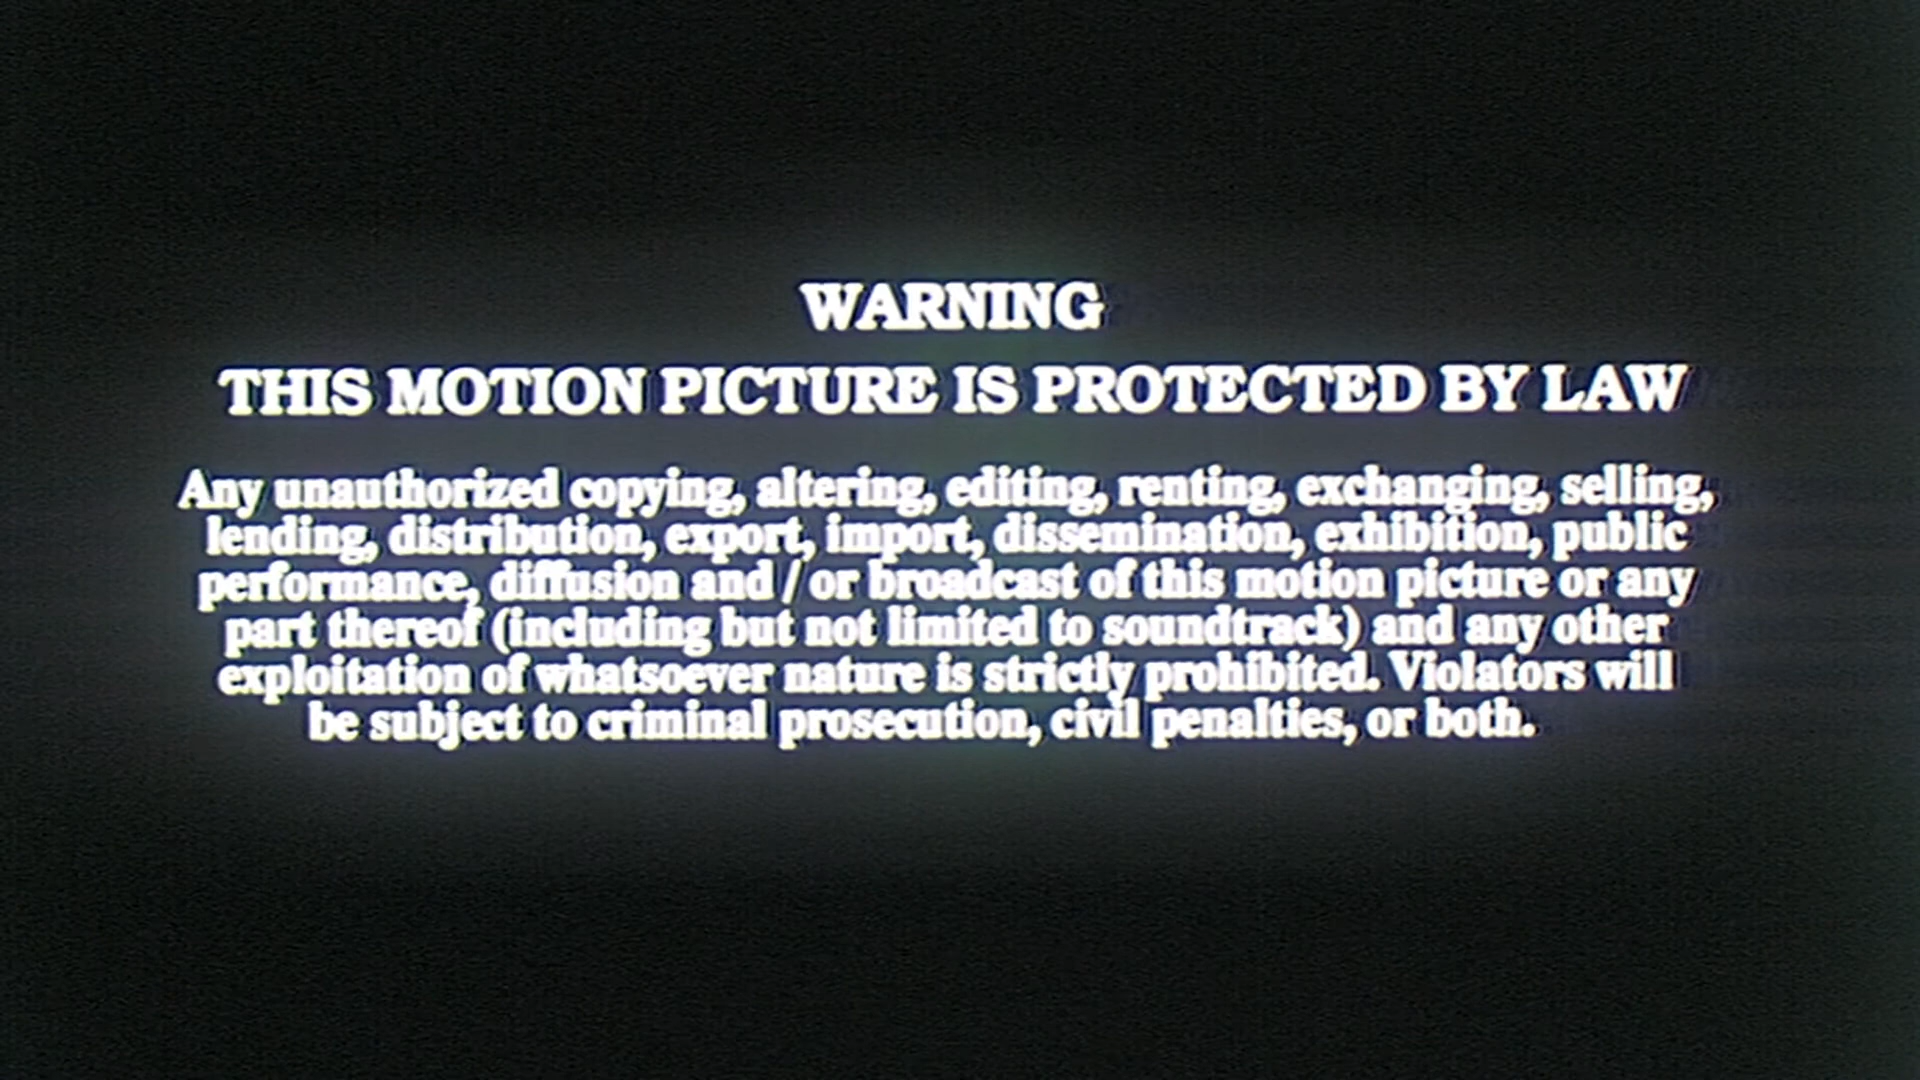 WARNING
THIS MOTION PICTURE IS PROTECTED BY LAW
Any unauthorized copying, altering, editing, renting, exchanging, selling,
lending, distribution, export, import, dissemination, exhibition, public
performance, diffusion and / or broadcast of this motion picture or any
part thereof (including but not limited to soundtrack) and any other
exploitation of whatsoever nature is strictly prohibited. Violators will
be subject to criminal prosecution, civil penalties, or both.